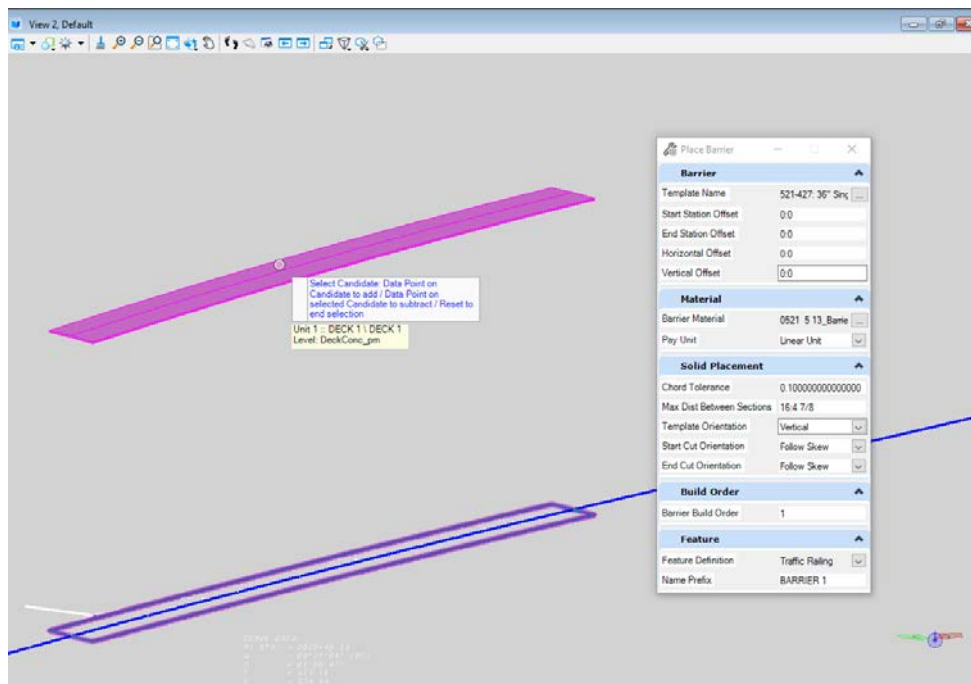 View 2, Default
Place Barrier
Barrier
Template Name 521-427: 36" Sing ...
Start Station Offset 0:0
End Station Offset 0:0
Horizontal Offset 0:0
Vertical Offset 0:0
Material
Barrier Material 0521 5 13_Barrie ...
Pay Unit Linear Unit
Solid Placement
Chord Tolerance 0.100000000000000
Max Dist Between Sections 16:4 7/8
Template Orientation Vertical
Start Cut Orientation Follow Skew
End Cut Orientation Follow Skew
Build Order
Barrier Build Order 1
Feature
Feature Definition Traffic Railing
Name Prefix BARRIER 1
Select Candidate: Data Point on
Candidate to add / Data Point on
selected Candidate to subtract / Reset to
end selection
Unit 1 :: DECK 1 \ DECK 1
Level: DeckConc_pm
CURVE DATA